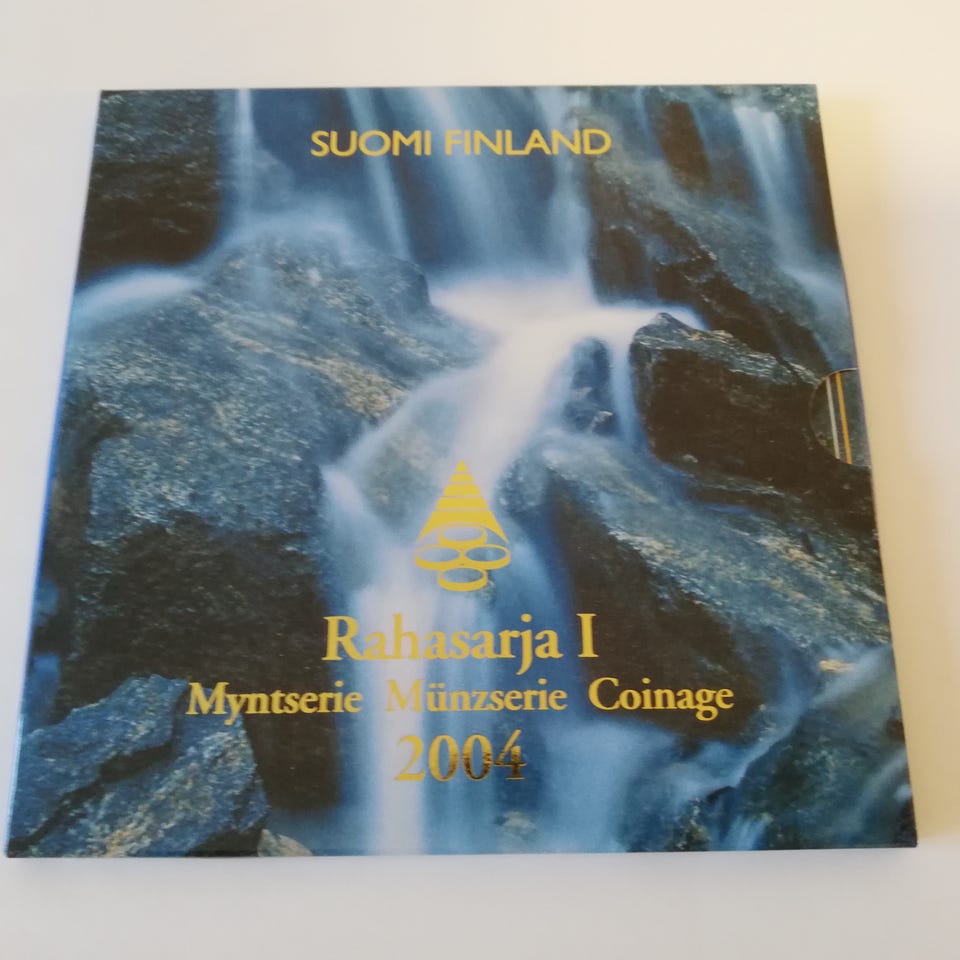 SUOMI FINLAND
Rahasarja I
Myntserie Münzserie Coinage
2004